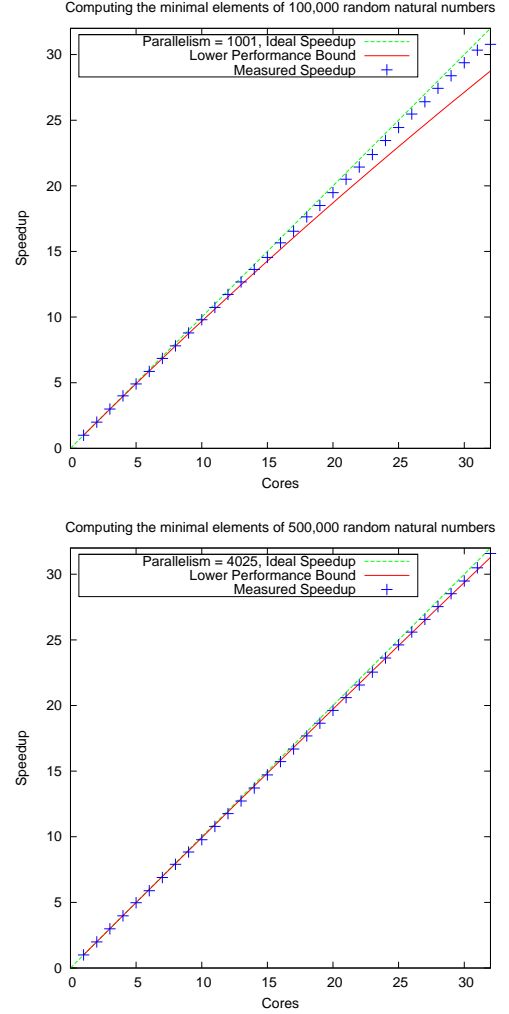 Computing the minimal elements of 100,000 random natural numbers
Parallelism = 1001, Ideal Speedup
Lower Performance Bound
Measured Speedup
30
25
20
15
10
5
0
Speedup
0 5 10 15 20 25 30
Cores
Computing the minimal elements of 500,000 random natural numbers
Parallelism = 4025, Ideal Speedup
Lower Performance Bound
Measured Speedup
30
25
20
15
10
5
0
Speedup
0 5 10 15 20 25 30
Cores